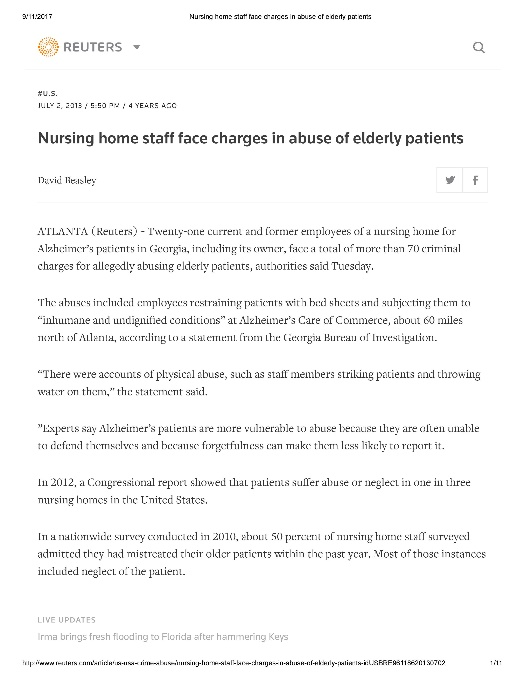 9/11/2017 Nursing home staff face charges in abuse of elderly patients
REUTERS
#U.S.
JULY 2, 2013 / 5:50 PM / 4 YEARS AGO
Nursing home staff face charges in abuse of elderly patients
David Beasley
ATLANTA (Reuters) - Twenty-one current and former employees of a nursing home for
Alzheimer's patients in Georgia, including its owner, face a total of more than 70 criminal
charges for allegedly abusing elderly patients, authorities said Tuesday.
The abuses included employees restraining patients with bed sheets and subjecting them to
“inhumane and undignified conditions” at Alzheimer's Care of Commerce, about 60 miles
north of Atlanta, according to a statement from the Georgia Bureau of Investigation.
“There were accounts of physical abuse, such as staff members striking patients and throwing
water on them,” the statement said.
”Experts say Alzheimer's patients are more vulnerable to abuse because they are often unable
to defend themselves and because forgetfulness can make them less likely to report it.
In 2012, a Congressional report showed that patients suffer abuse or neglect in one in three
nursing homes in the United States.
In a nationwide survey conducted in 2010, about 50 percent of nursing home staff surveyed
admitted they had mistreated their older patients within the past year. Most of those instances
included neglect of the patient.
LIVE UPDATES
Irma brings fresh flooding to Florida after hammering Keys
http://www.reuters.com/article/us-usa-crime-abuse/nursing-home-staff-face-charges-in-abuse-of-elderly-patients-idUSBRE96118620130702 1/11